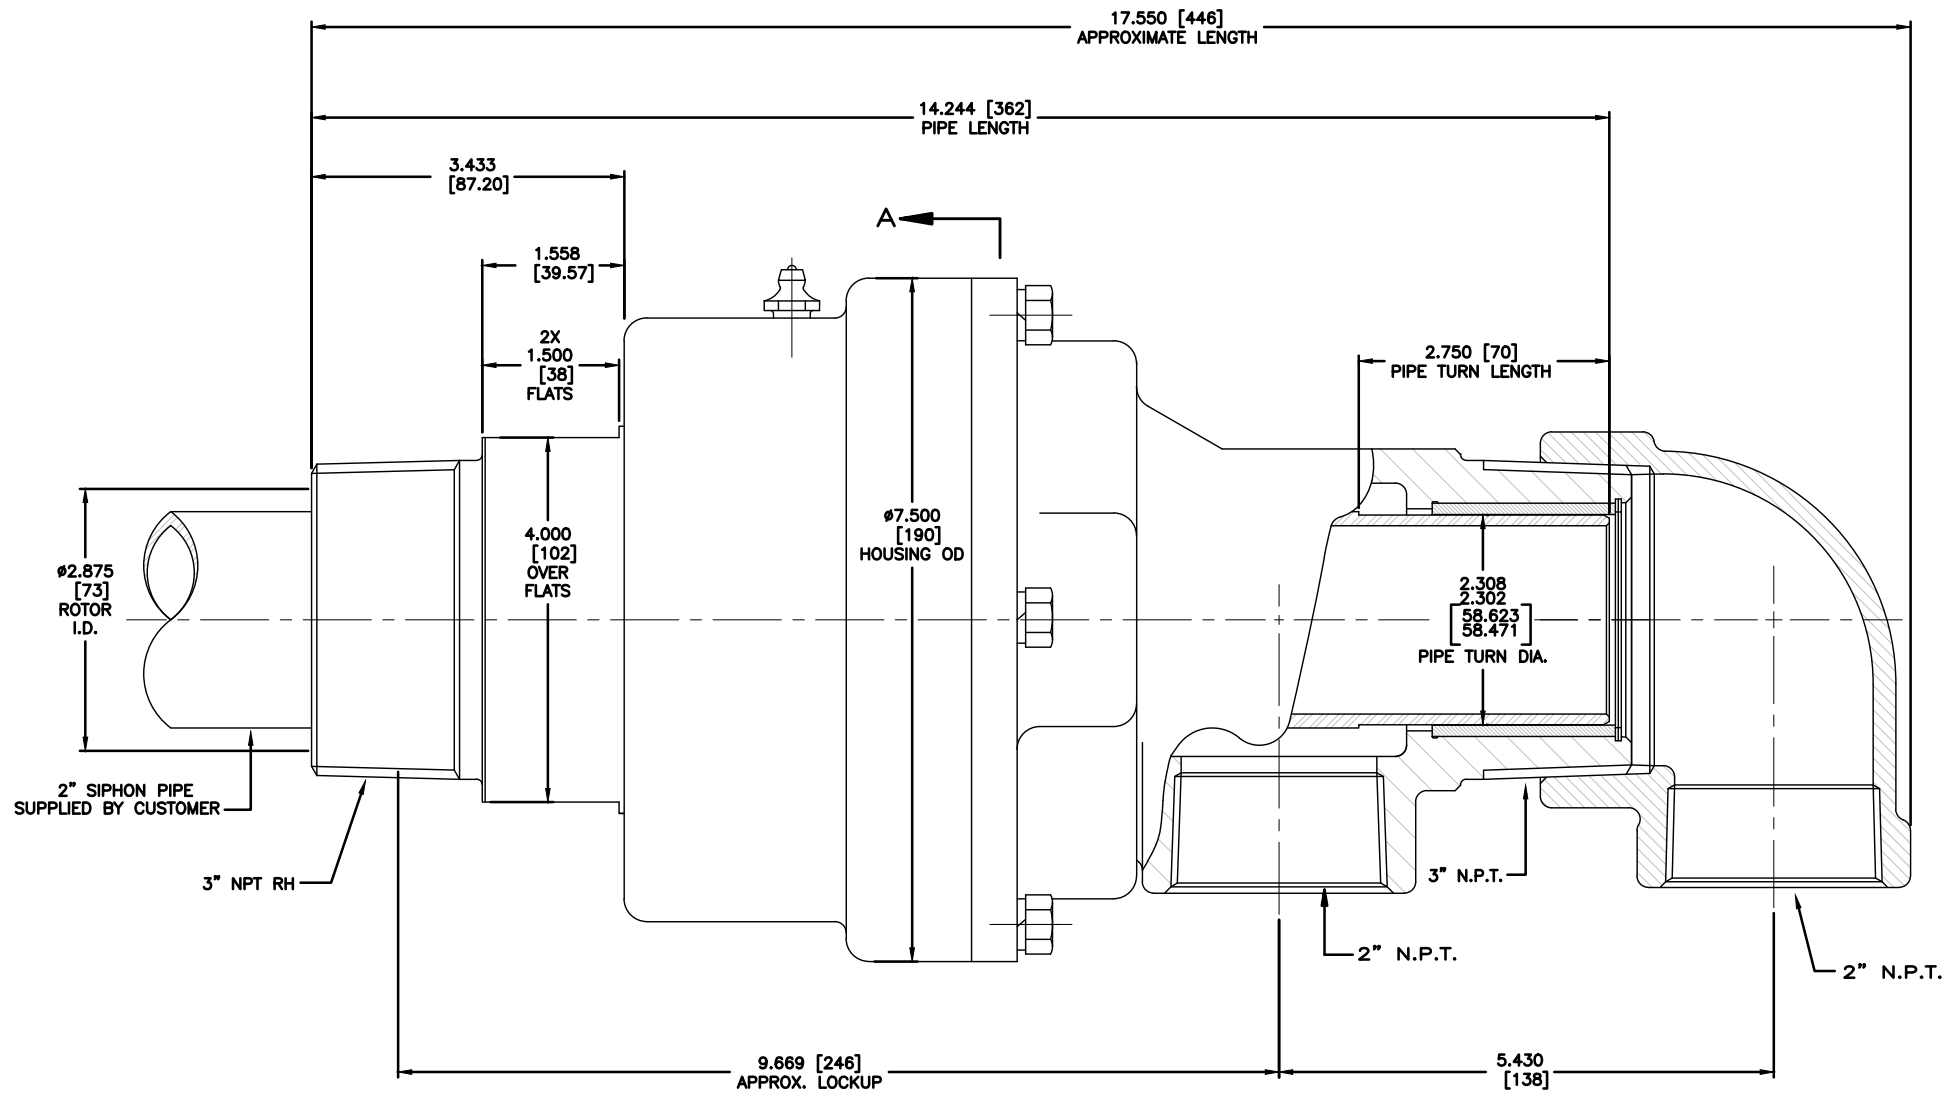 17.550 [446]
APPROXIMATE LENGTH
14.244 [362]
PIPE LENGTH
3.433
[87.20]
A
1.558
[39.57]
2X
1.500
[38]
FLATS
2.750 [70]
PIPE TURN LENGTH
ø7.500
[190]
HOUSING OD
4.000
[102]
OVER
FLATS
ø2.875
[73]
ROTOR
I.D.
2.308
2.302
[58.623
58.471]
PIPE TURN DIA.
2" SIPHON PIPE
SUPPLIED BY CUSTOMER
3" NPT RH
3" N.P.T.
2" N.P.T.
2" N.P.T.
9.669 [246]
APPROX. LOCKUP
5.430
[138]